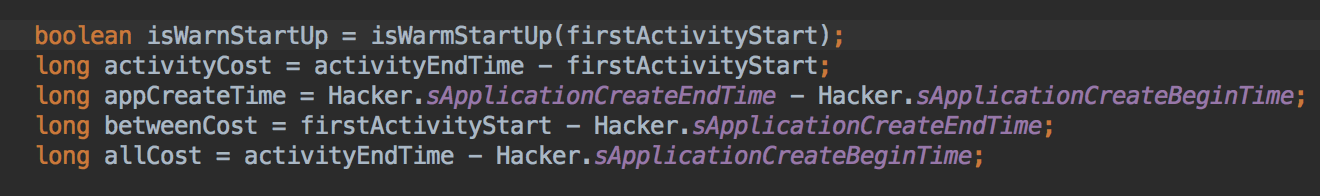 boolean isWarnStartUp = isWarmStartUp(firstActivityStart);
long activityCost = activityEndTime - firstActivityStart;
long appCreateTime = Hacker.sApplicationCreateEndTime - Hacker.sApplicationCreateBeginTime;
long betweenCost = firstActivityStart - Hacker.sApplicationCreateEndTime;
long allCost = activityEndTime - Hacker.sApplicationCreateBeginTime;